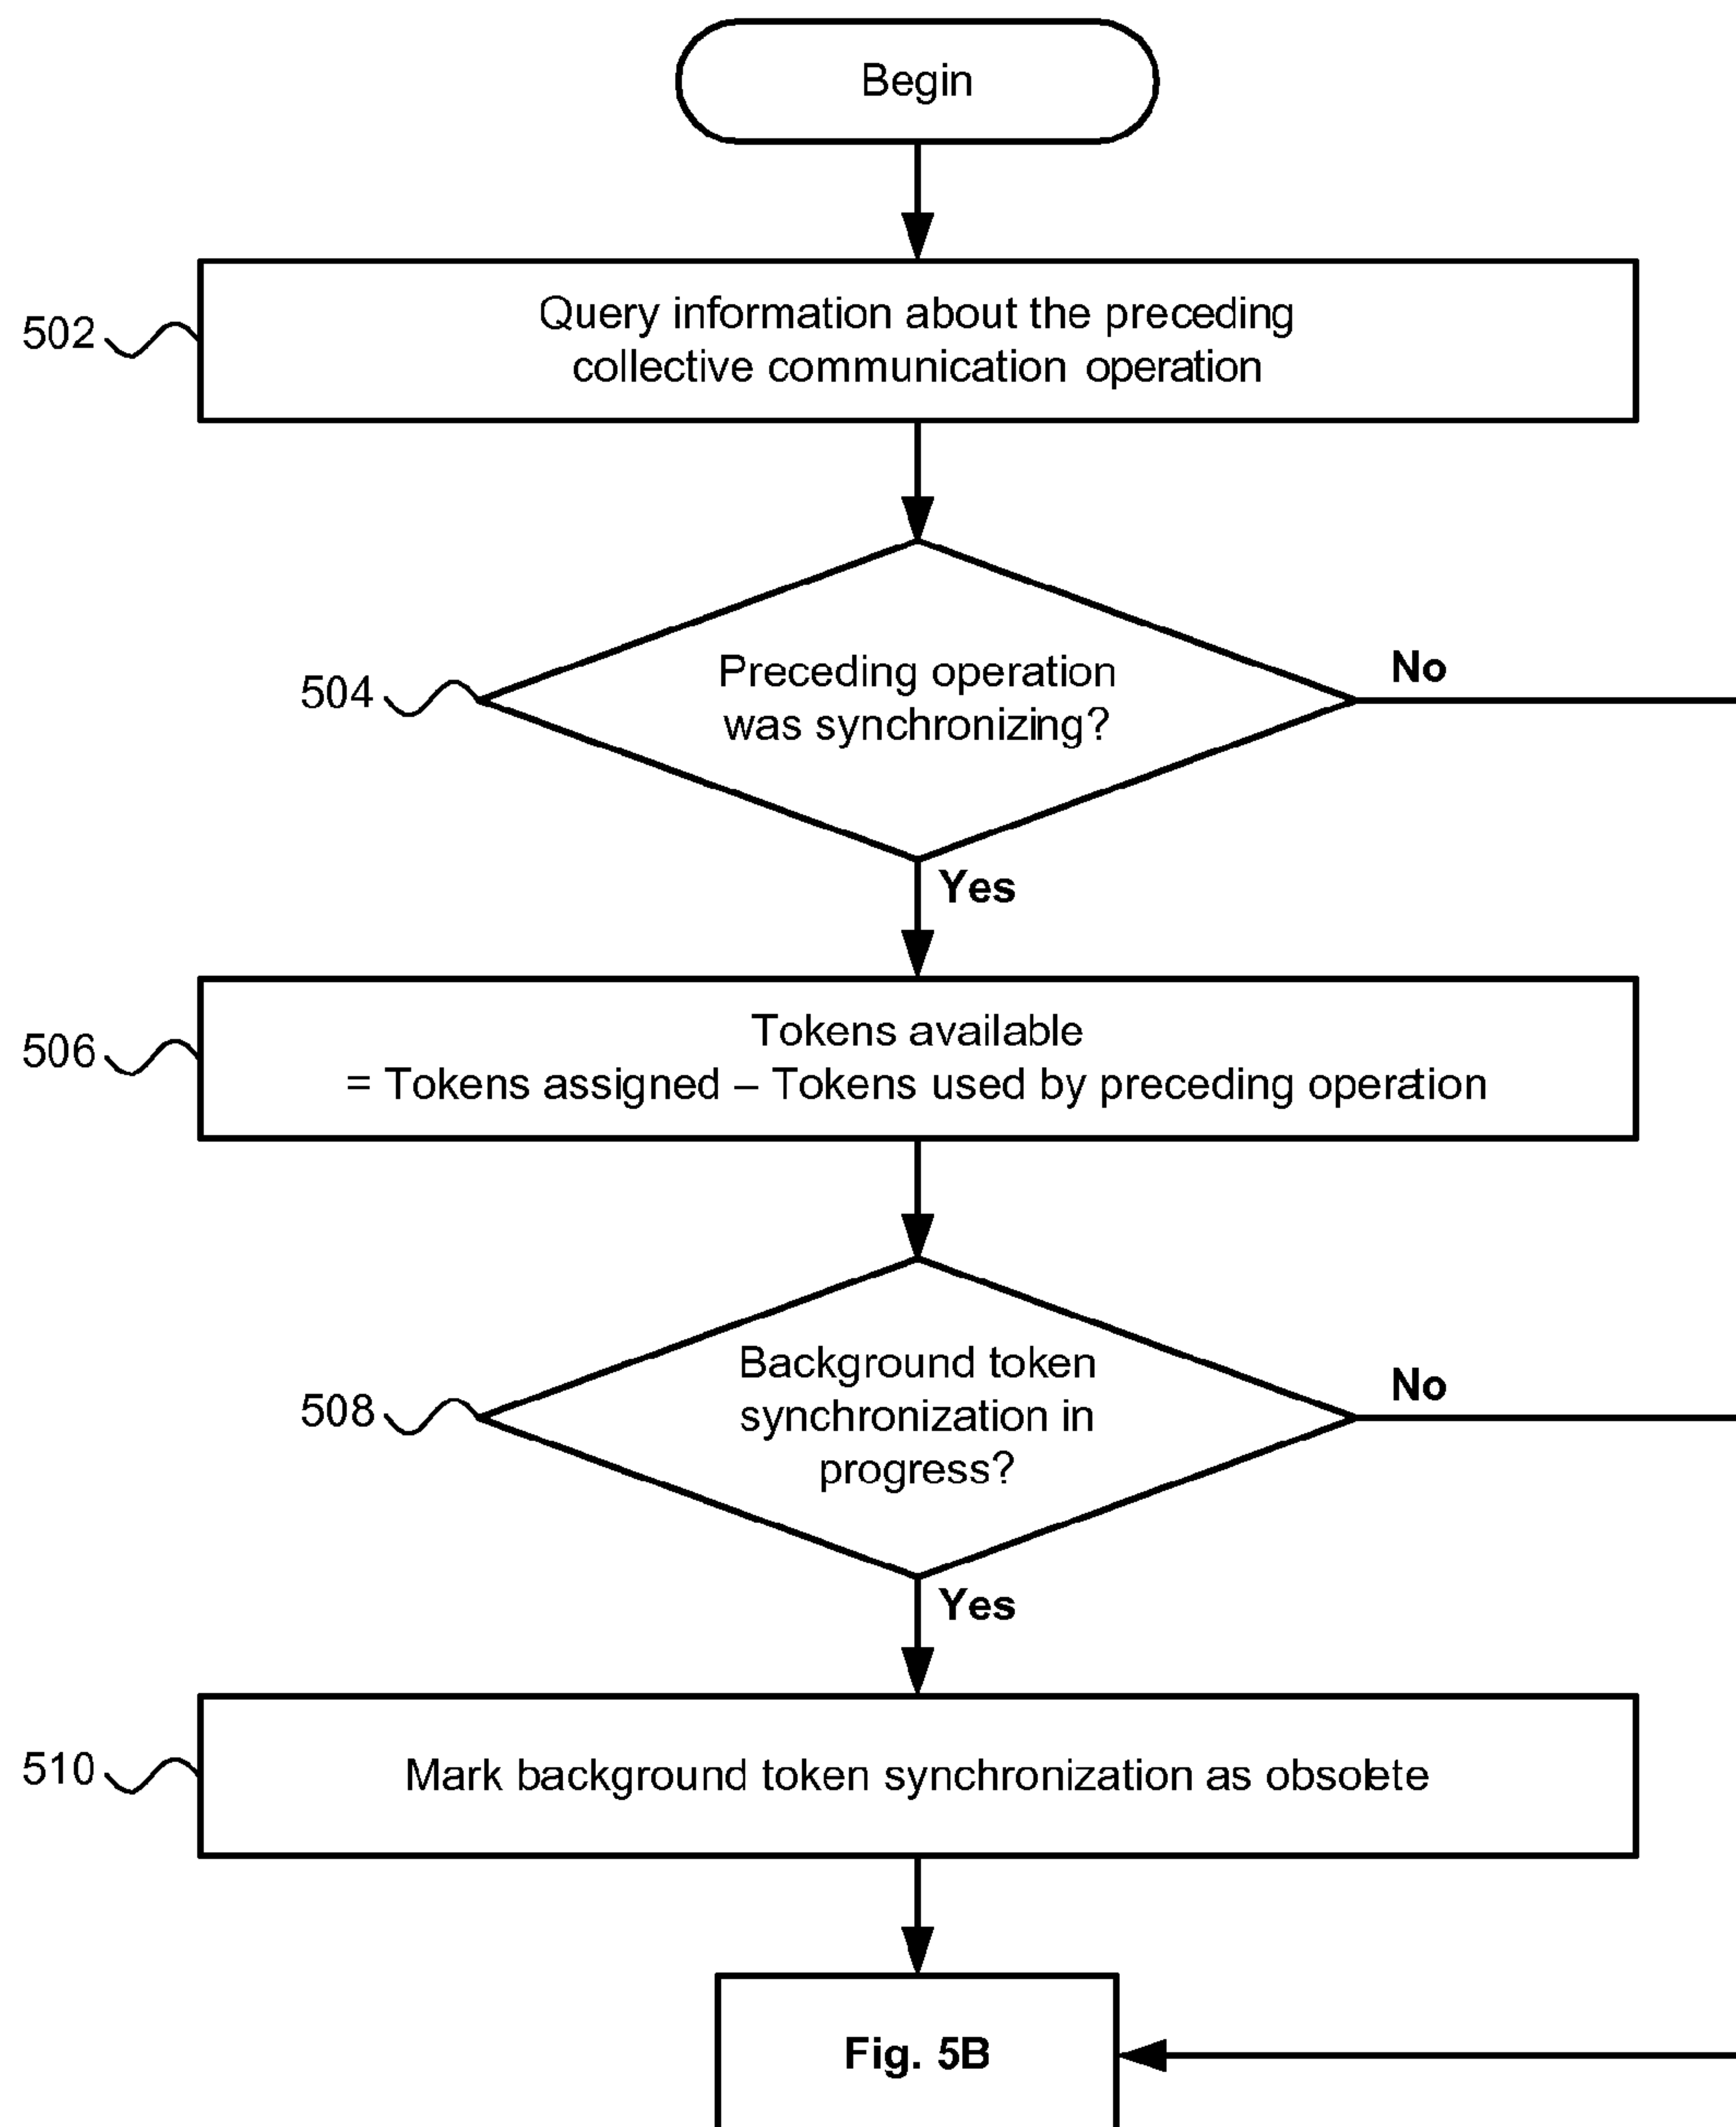 Begin
502
Query information about the preceding
collective communication operation
504
Preceding operation
was synchronizing?
No
Yes
506
Tokens available
= Tokens assigned – Tokens used by preceding operation
508
Background token
synchronization in
progress?
No
Yes
510
Mark background token synchronization as obsolete
Fig. 5B